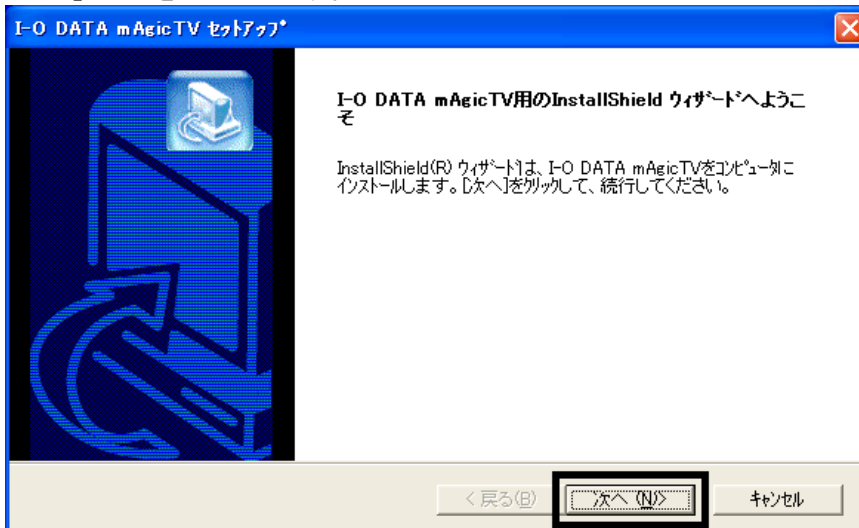 I-O DATA mAgicTV ｾｯﾄｱｯﾌﾟ
I-O DATA mAgicTV用のInstallShield ｳｨｻﾞｰﾄﾞへようこ
そ
InstallShield(R) ｳｨｻﾞｰﾄﾞは、I-O DATA mAgicTVをｺﾝﾋﾟｭｰﾀに
ｲﾝｽﾄｰﾙします。[次へ]をｸﾘｯｸして、続行してください。
< 戻る(B)
次へ (N)>
ｷｬﾝｾﾙ